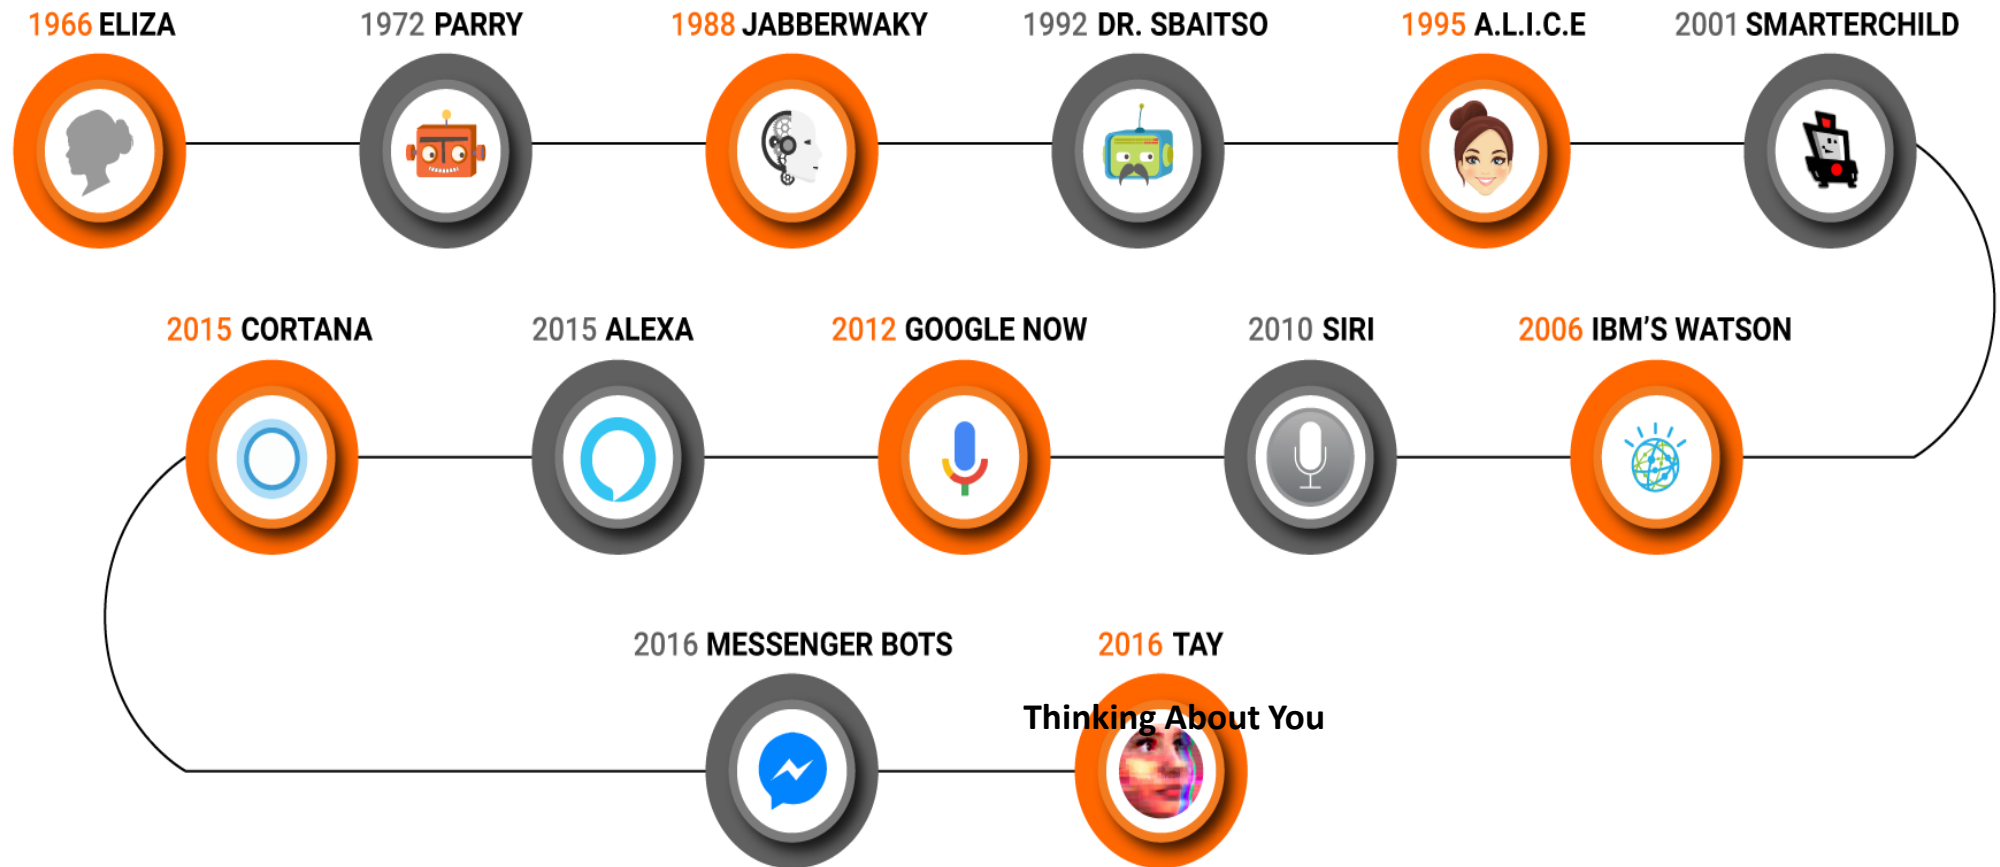 1966 ELIZA
1972 PARRY
1988 JABBERWAKY
1992 DR. SBAITSO
1995 A.L.I.C.E
2001 SMARTERCHILD
2015 CORTANA
2015 ALEXA
2012 GOOGLE NOW
2010 SIRI
2006 IBM'S WATSON
2016 MESSENGER BOTS
2016 TAY
Thinking About You